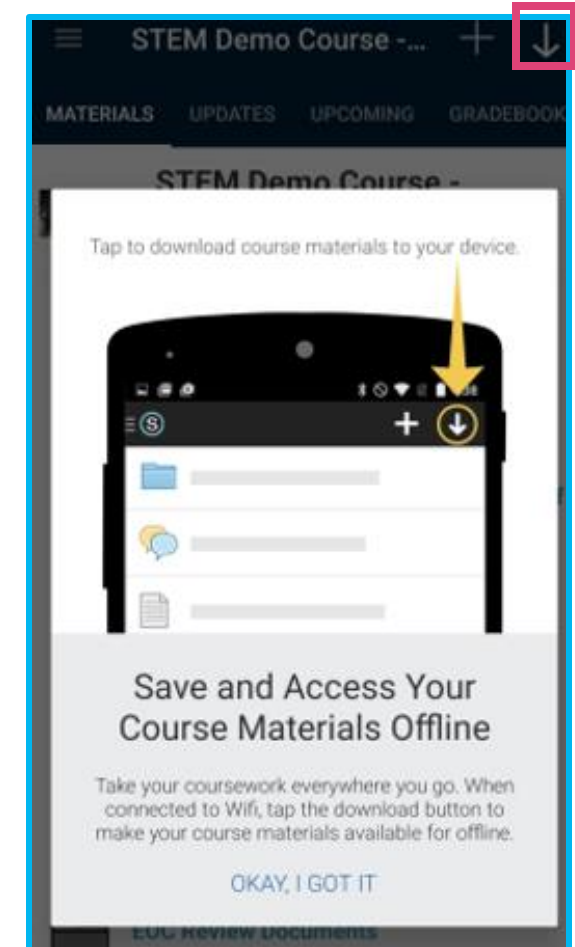 STEM Demo Course -...
MATERIALS UPDATES UPCOMING GRADEBOOK
STEM Demo Course -
Tap to download course materials to your device.
S
Save and Access Your
Course Materials Offline
Take your coursework everywhere you go. When
connected to Wifi, tap the download button to
make your course materials available for offline.
OKAY, I GOT IT
EOC Review Documents